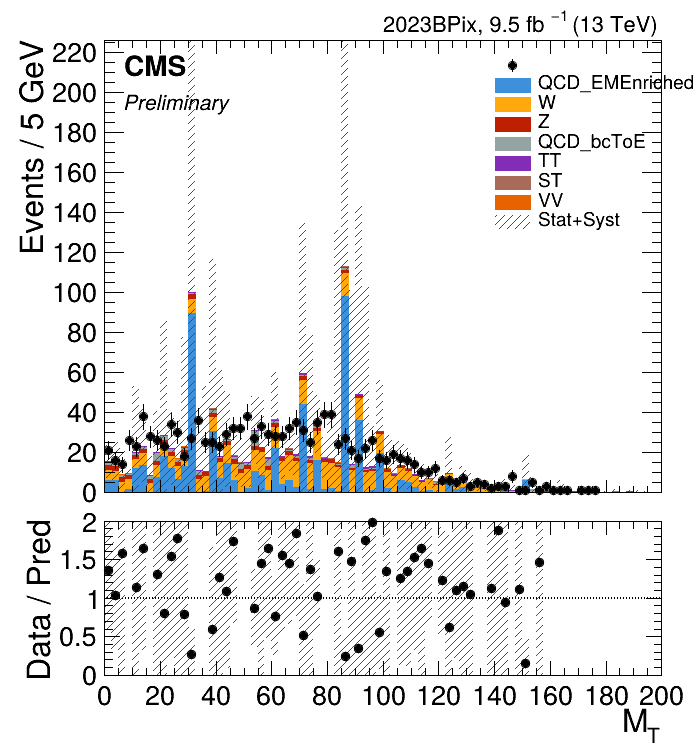 2023BPix, 9.5 fb⁻¹ (13 TeV)
CMS
Preliminary
QCD_EMEnriched
W
Z
QCD_bcToE
TT
ST
VV
Stat+Syst
Events / 5 GeV
220
200
180
160
140
120
100
80
60
40
20
0
Data / Pred
2
1.5
1
0.5
0
0 20 40 60 80 100 120 140 160 180 200
M_T